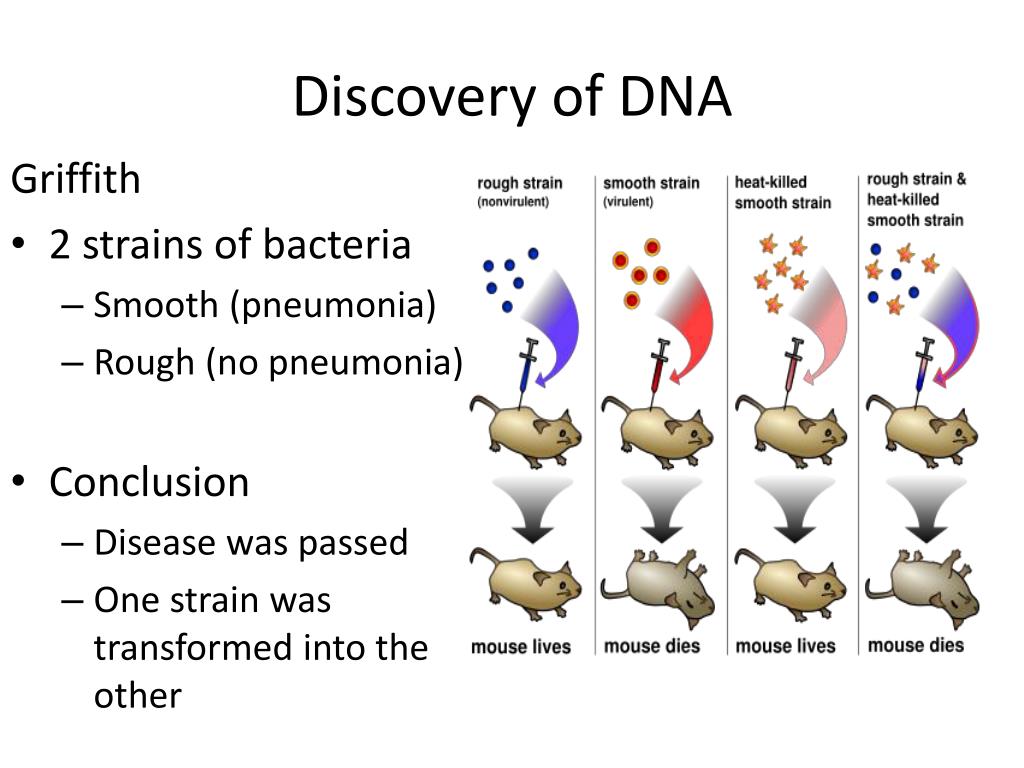 Discovery of DNA
Griffith
• 2 strains of bacteria
– Smooth (pneumonia)
– Rough (no pneumonia)
• Conclusion
– Disease was passed
– One strain was
transformed into the
other
rough strain
(nonvirulent)
smooth strain
(virulent)
heat-killed
smooth strain
rough strain &
heat-killed
smooth strain
mouse lives
mouse dies
mouse lives
mouse dies